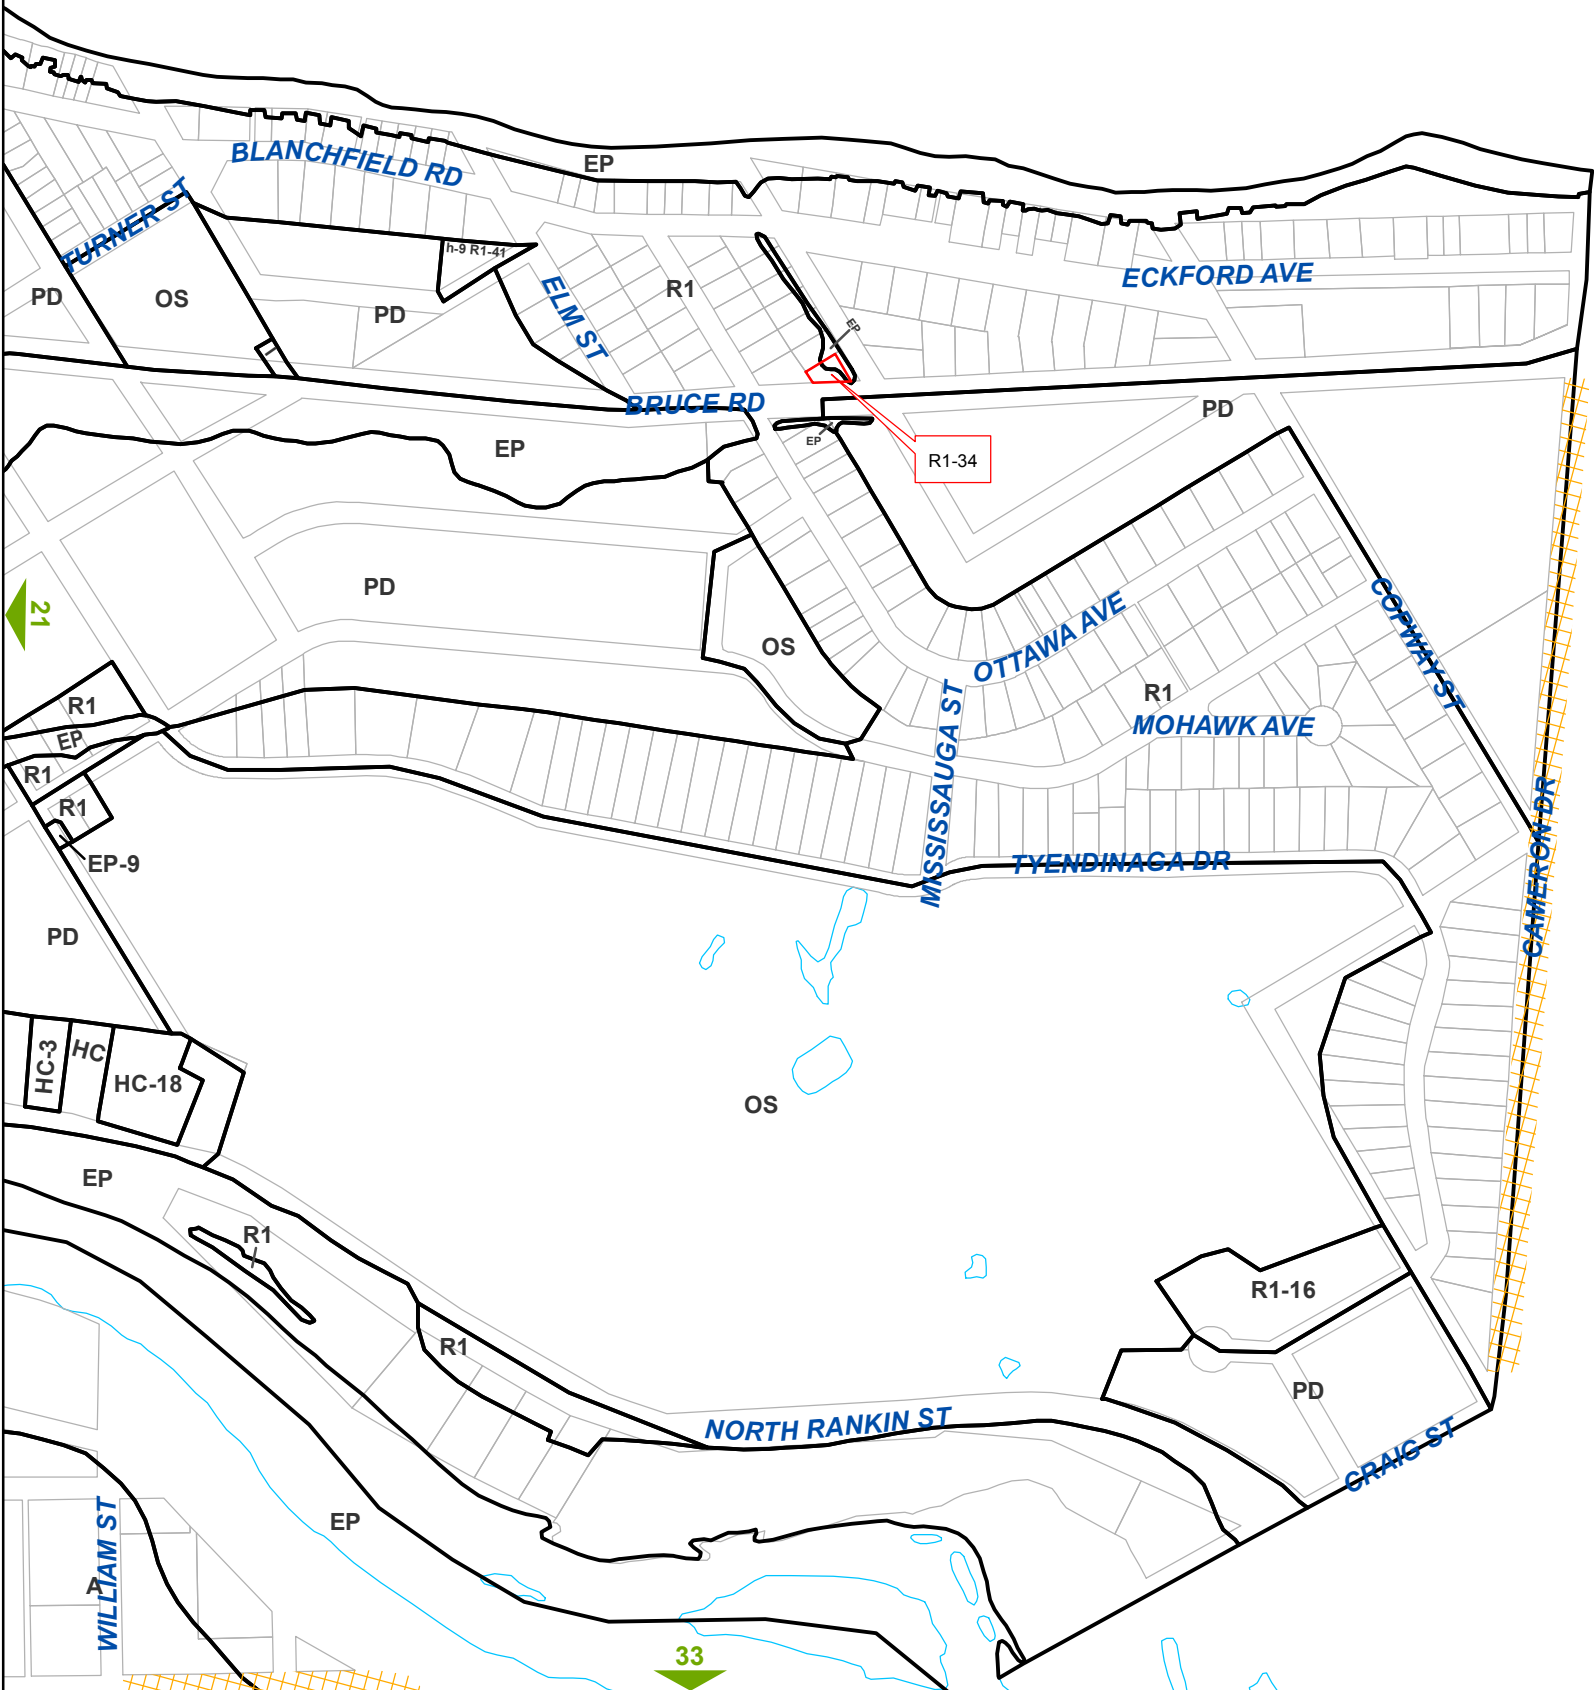 EP
BLANCHFIELD RD
TURNER ST
h-9 R1-41
ECKFORD AVE
PD
OS
PD
ELM ST
R1
EP
BRUCE RD
PD
EP
EP
R1-34
PD
21
OS
OTTAWA AVE
COPWAY ST
R1
R1
MOHAWK AVE
EP
MISSISSAUGA ST
R1
R1
EP-9
TYENDINAGA DR
CAMERON DR
PD
HC-3
HC
HC-18
OS
EP
R1
R1-16
R1
PD
NORTH RANKIN ST
CRAIG ST
EP
WILLIAM ST
A
33